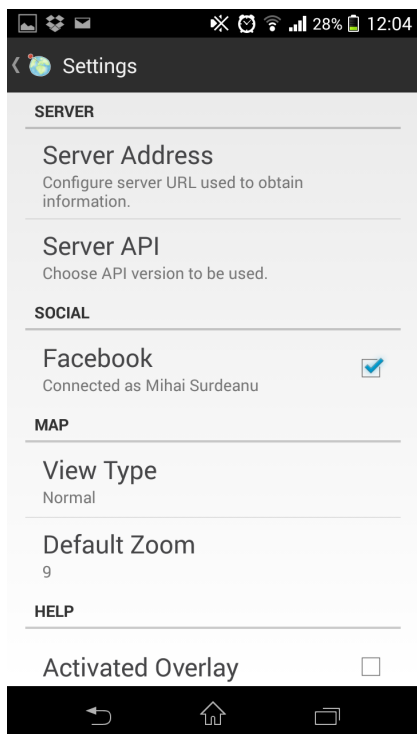 28% 12:04
Settings
SERVER
Server Address
Configure server URL used to obtain
information.
Server API
Choose API version to be used.
SOCIAL
Facebook
Connected as Mihai Surdeanu
MAP
View Type
Normal
Default Zoom
9
HELP
Activated Overlay